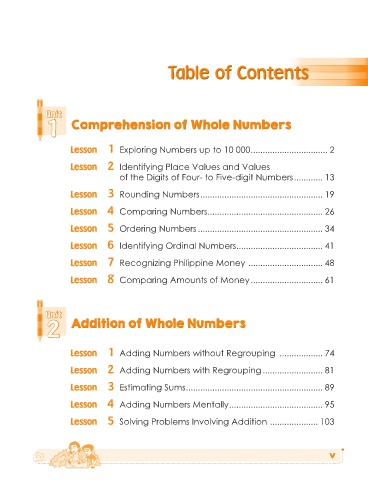 Table of Contents
Unit
1
Comprehension of Whole Numbers
Lesson 1 Exploring Numbers up to 10 000................................ 2
Lesson 2 Identifying Place Values and Values
of the Digits of Four- to Five-digit Numbers............ 13
Lesson 3 Rounding Numbers................................................... 19
Lesson 4 Comparing Numbers................................................ 26
Lesson 5 Ordering Numbers .................................................... 34
Lesson 6 Identifying Ordinal Numbers.................................... 41
Lesson 7 Recognizing Philippine Money ............................... 48
Lesson 8 Comparing Amounts of Money.............................. 61
Unit
2
Addition of Whole Numbers
Lesson 1 Adding Numbers without Regrouping .................. 74
Lesson 2 Adding Numbers with Regrouping......................... 81
Lesson 3 Estimating Sums......................................................... 89
Lesson 4 Adding Numbers Mentally....................................... 95
Lesson 5 Solving Problems Involving Addition .................... 103
v